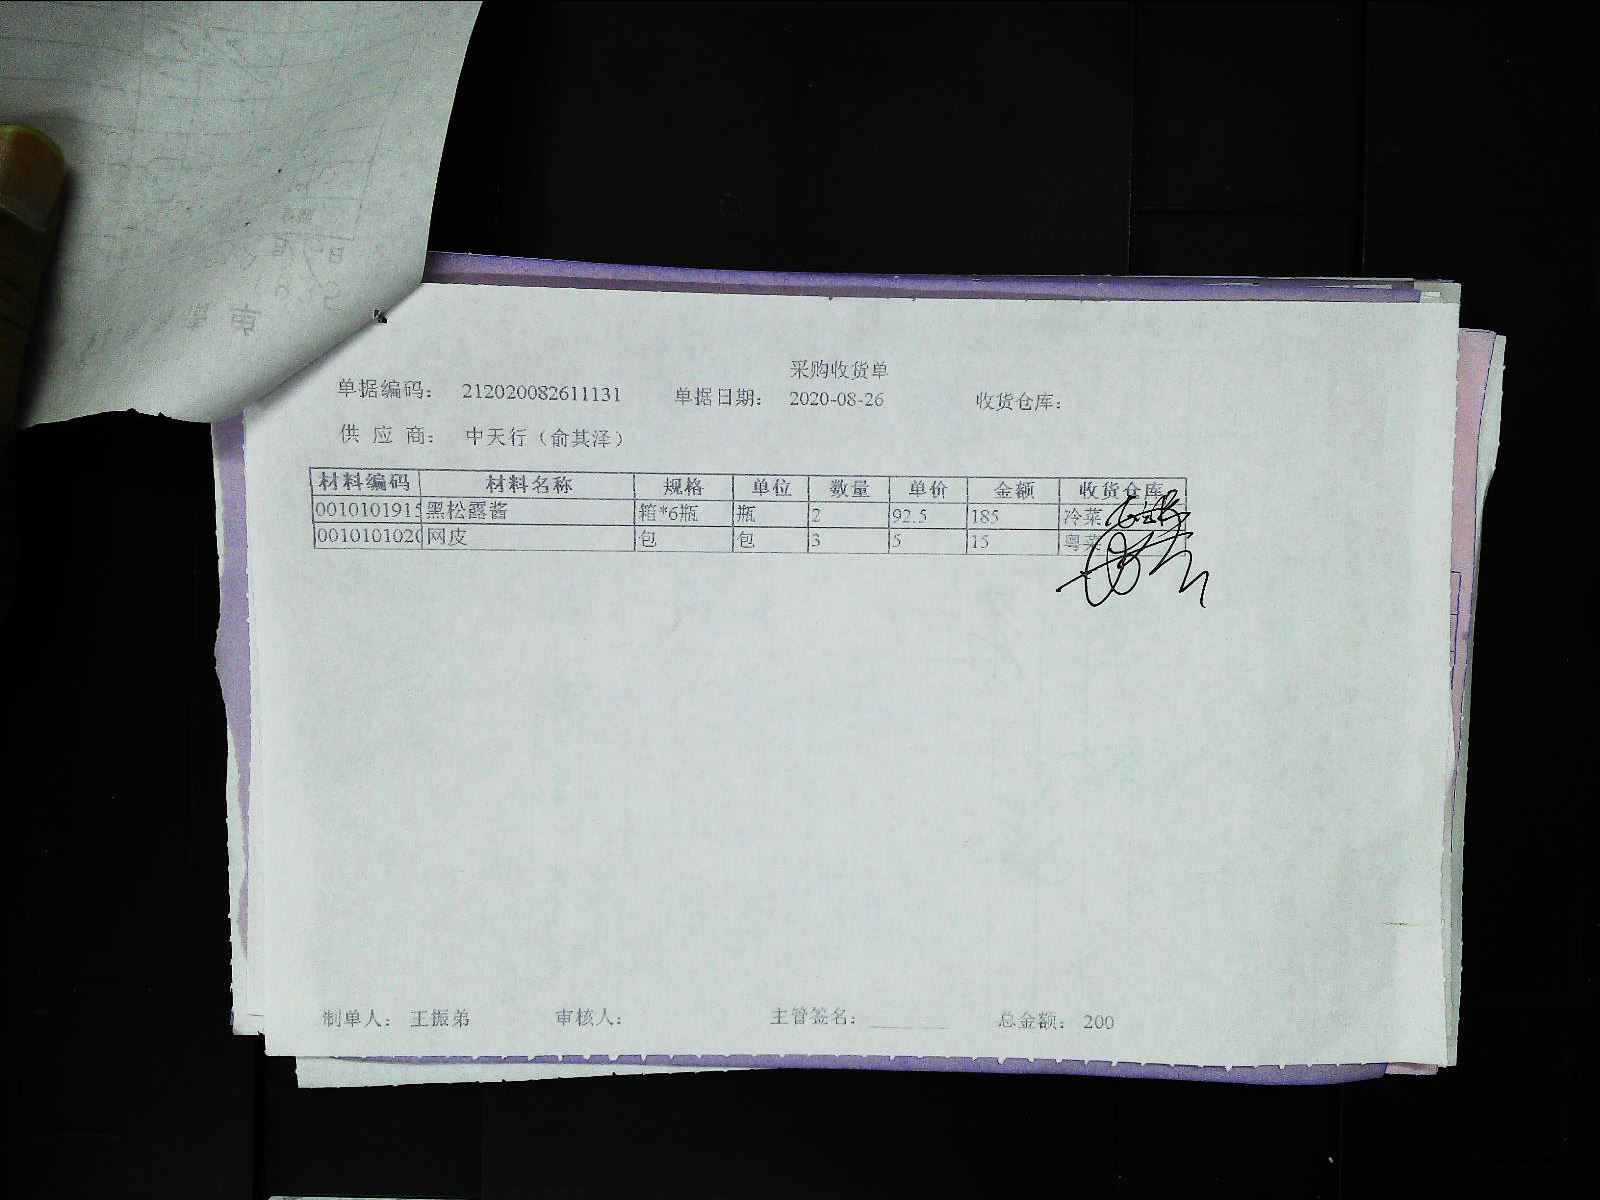 采购收货单
单据编码： 212020082611131 单据日期： 2020-08-26 收货仓库：
供 应 商： 中天行（俞其泽）
材料编码 材料名称 规格 单位 数量 单价 金额 收货仓库
0010101915 黑松露酱 箱*6瓶 瓶 2 92.5 185 冷菜
001010102 网皮 包 包 3 5 15 粤菜
制单人： 王振弟 审核人： 主管签名： 总金额： 200